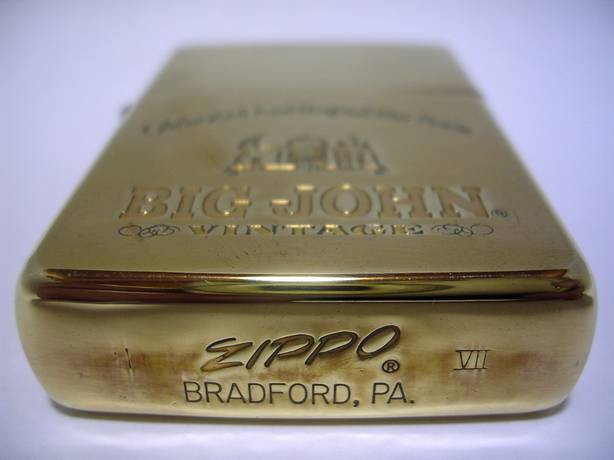 BIG JOHN®
VINTAGE
ZIPPO®
VII
BRADFORD, PA.